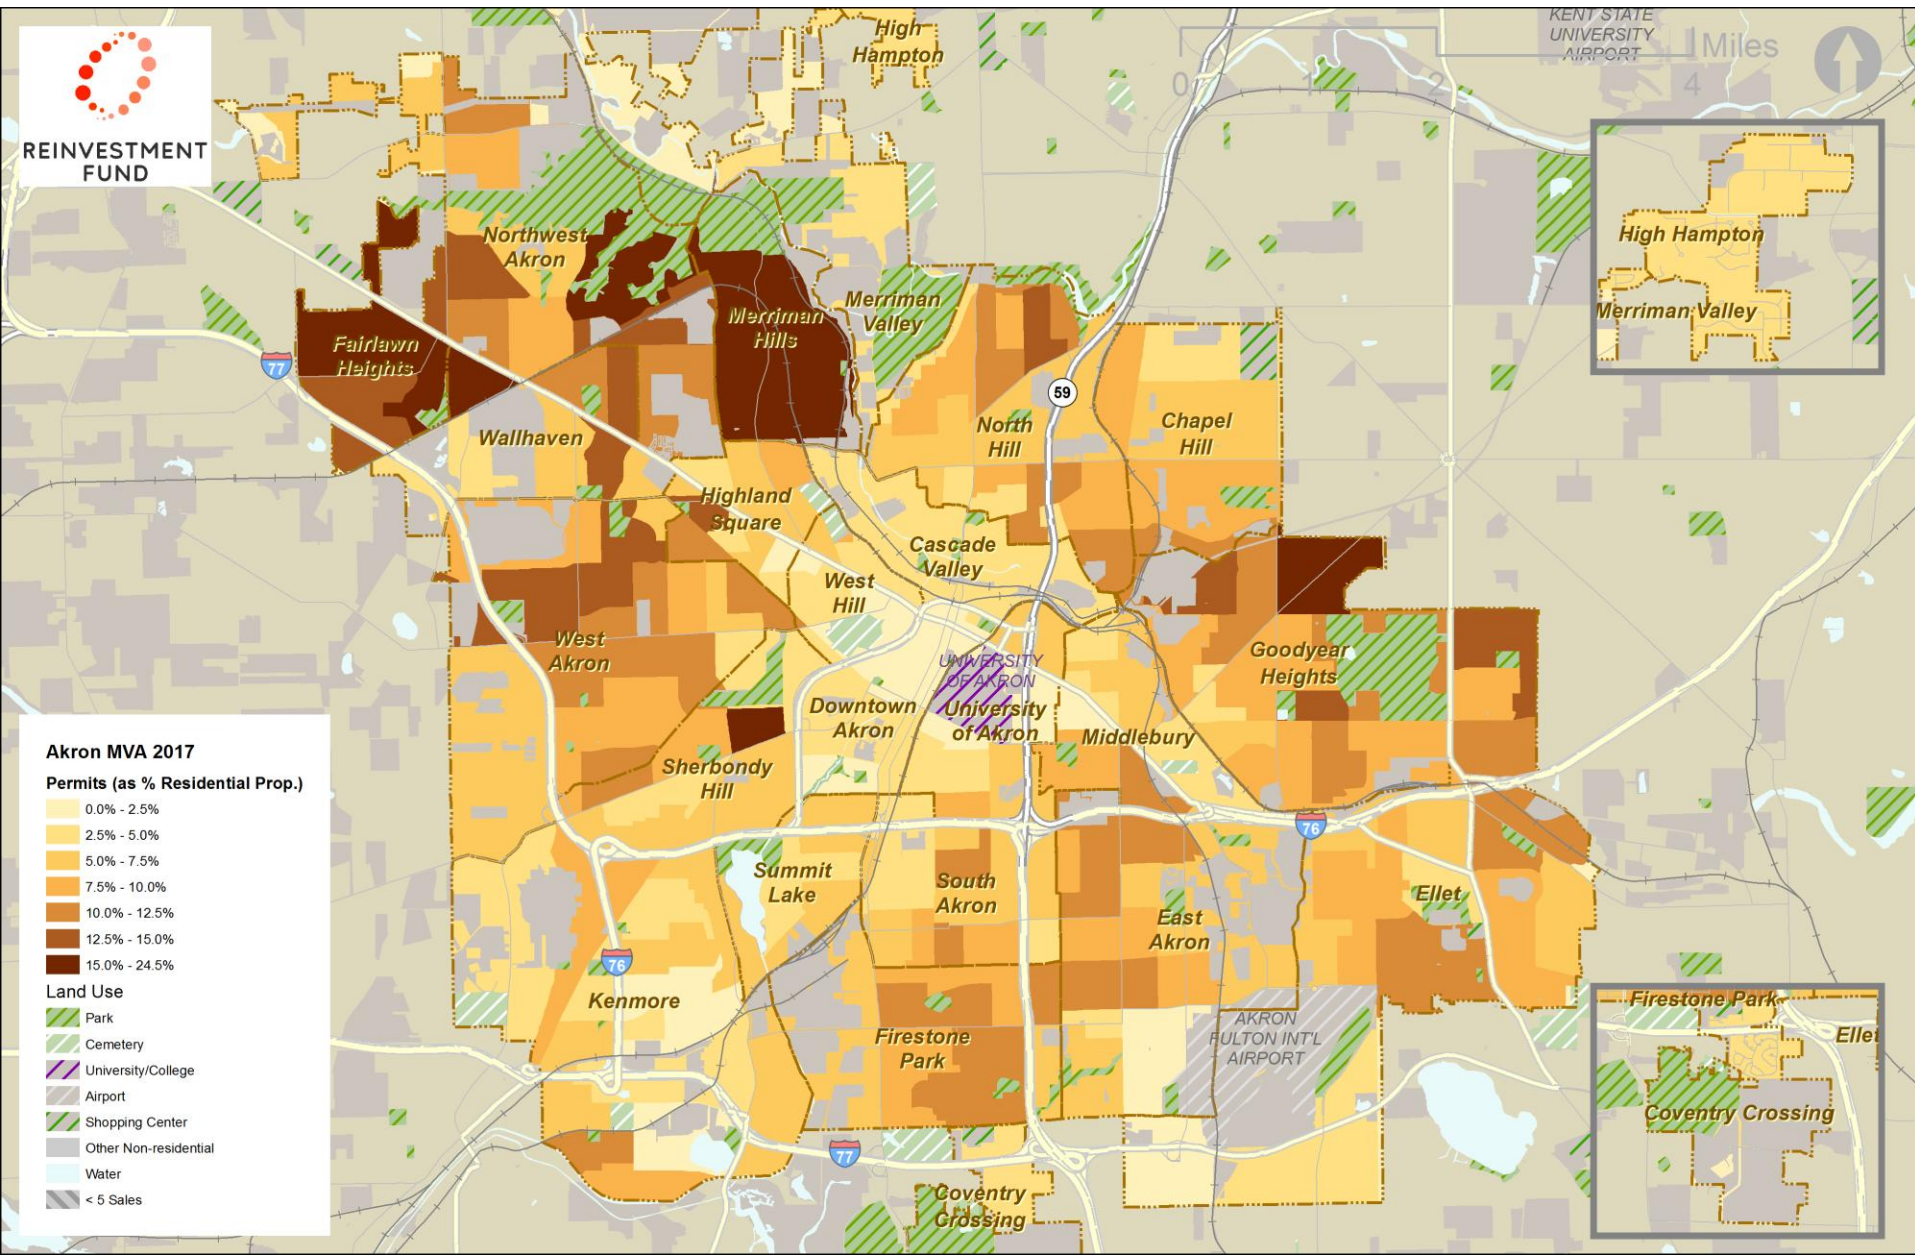 REINVESTMENT
FUND
High
Hampton
KENT STATE
UNIVERSITY
AIRPORT
Miles
0 1 2 4
Northwest
Akron
Merriman
Valley
Merriman
Hills
Fairlawn
Heights
77
59
High Hampton
Merriman Valley
Wallhaven
North
Hill
Chapel
Hill
Highland
Square
Cascade
Valley
West
Hill
West
Akron
UNIVERSITY
OF AKRON
Goodyear
Heights
Downtown
Akron
University
of Akron
Middlebury
Sherbondy
Hill
76
Summit
Lake
South
Akron
Ellet
East
Akron
76
Kenmore
Firestone
Park
AKRON
FULTON INT'L
AIRPORT
77
Coventry
Crossing
Firestone Park
Ellet
Coventry Crossing
Akron MVA 2017
Permits (as % Residential Prop.)
0.0% - 2.5%
2.5% - 5.0%
5.0% - 7.5%
7.5% - 10.0%
10.0% - 12.5%
12.5% - 15.0%
15.0% - 24.5%
Land Use
Park
Cemetery
University/College
Airport
Shopping Center
Other Non-residential
Water
< 5 Sales